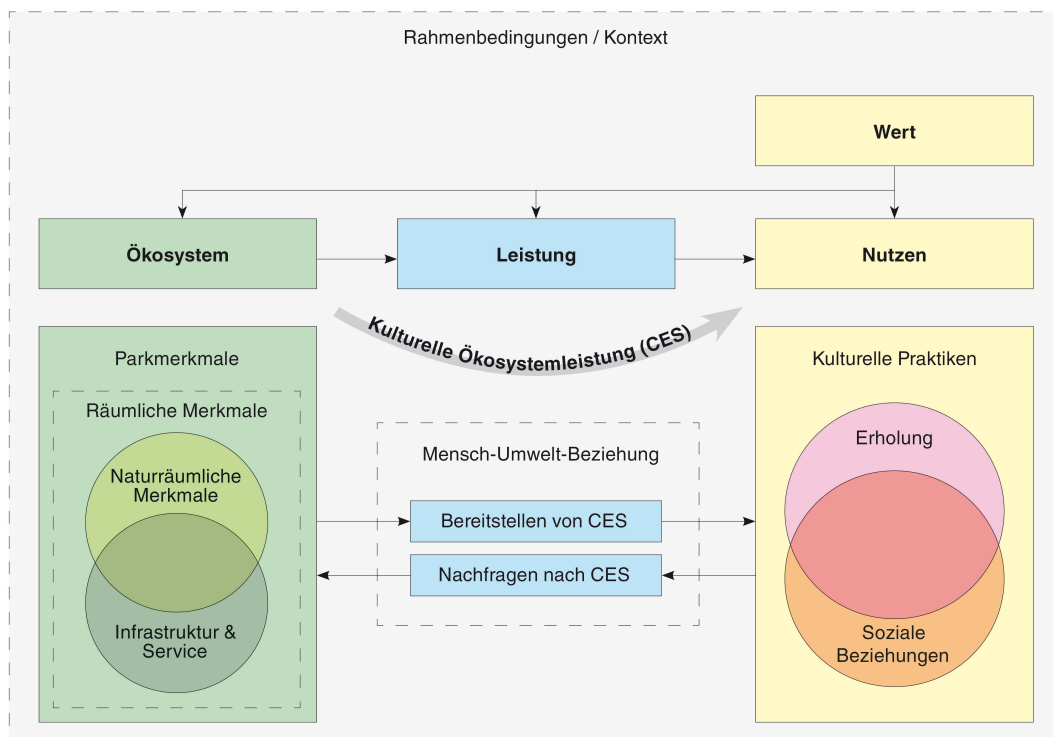 Rahmenbedingungen / Kontext
Wert
Ökosystem
Leistung
Nutzen
Kulturelle Ökosystemleistung (CES)
Parkmerkmale
Räumliche Merkmale
Naturräumliche
Merkmale
Infrastruktur &
Service
Mensch-Umwelt-Beziehung
Bereitstellen von CES
Nachfragen nach CES
Kulturelle Praktiken
Erholung
Soziale
Beziehungen